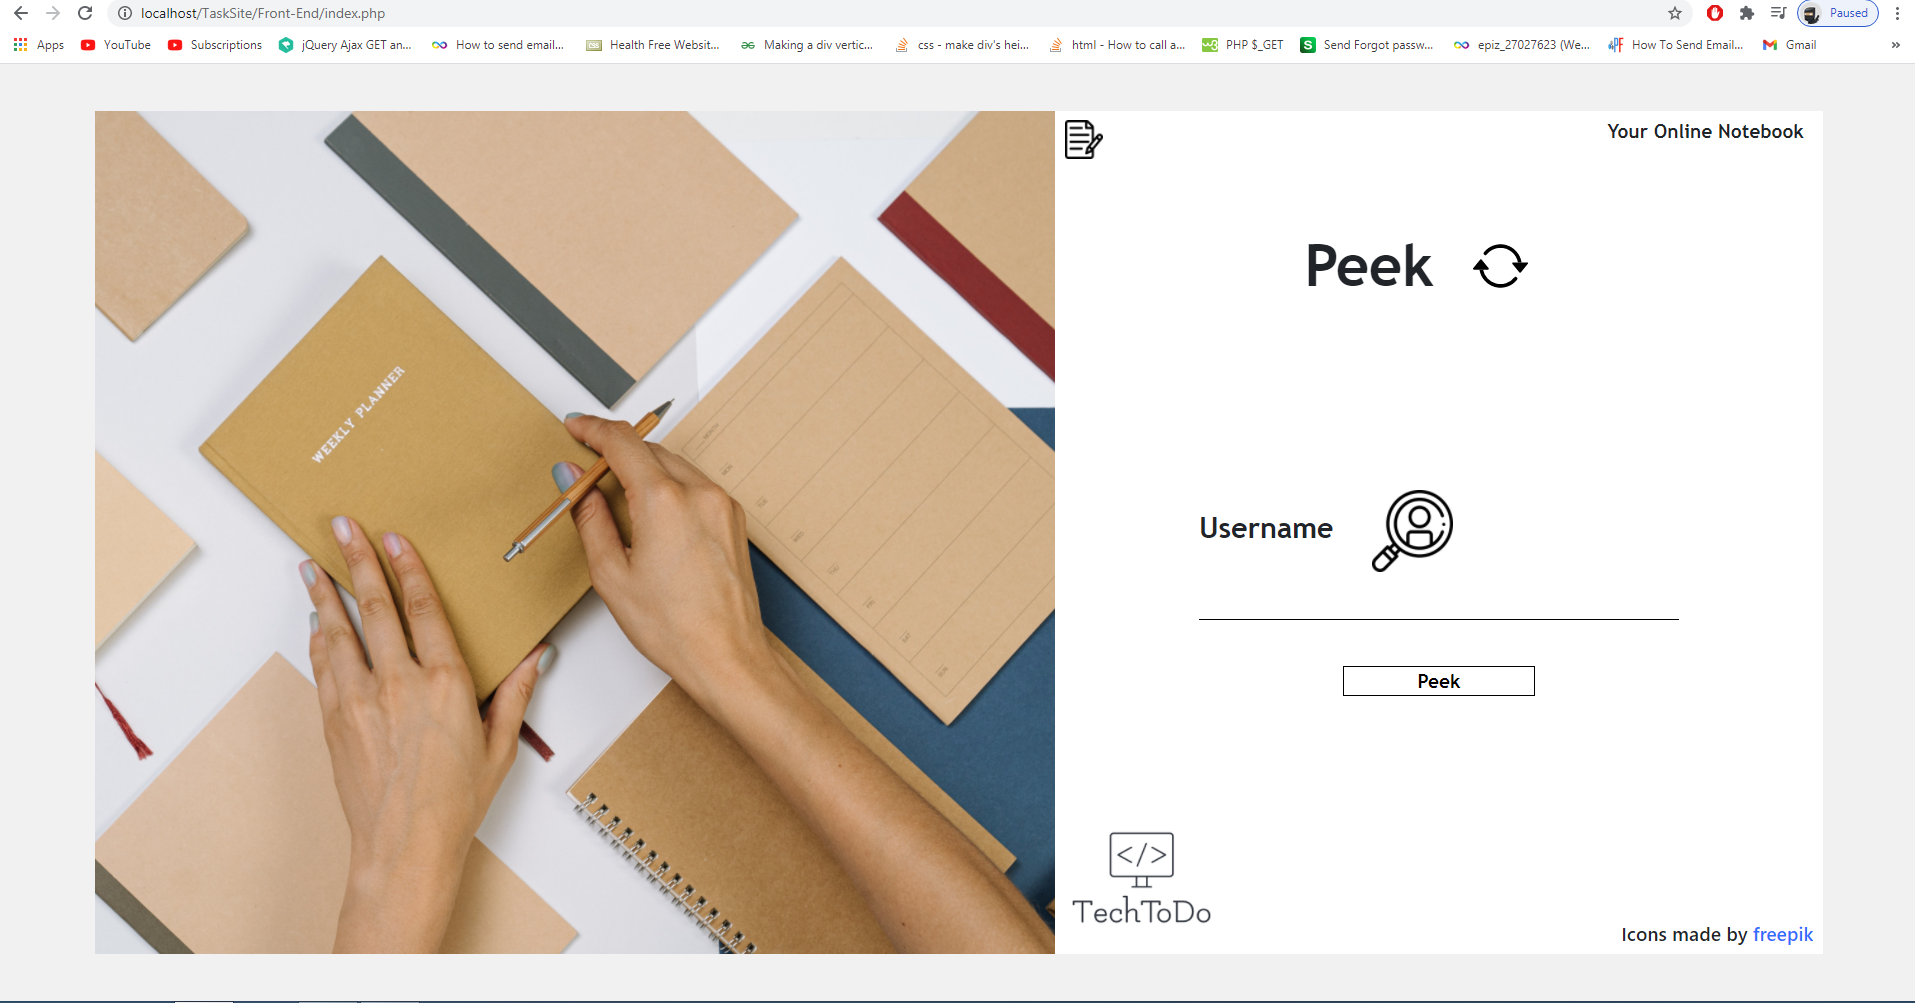 localhost/TaskSite/Front-End/index.php
Paused
Apps
YouTube
Subscriptions
jQuery Ajax GET an...
How to send email...
Health Free Websit...
Making a div vertic...
css - make div's hei...
html - How to call a...
PHP $_GET
Send Forgot passw...
epiz_27027623 (We...
How To Send Email...
Gmail
»
Your Online Notebook
Peek
WEEKLY PLANNER
Username
Peek
</>
TechToDo
Icons made by freepik